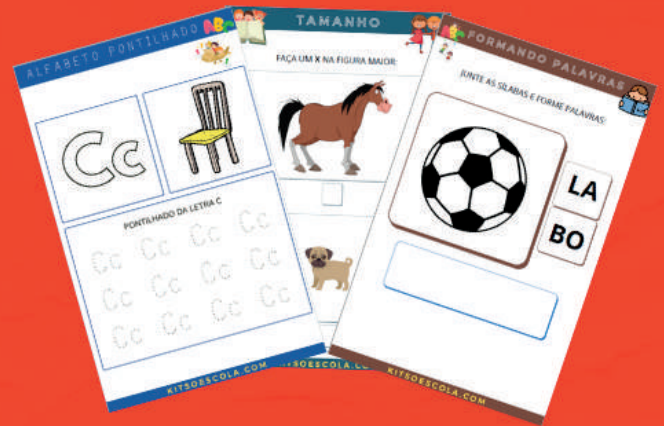 ALFABETO PONTILHADO
ABC
Cc
PONTILHADO DA LETRA C
Cc Cc Cc Cc
Cc Cc Cc Cc
Cc Cc Cc Cc
KITSOESCOLA.COM
TAMANHO
FAÇA UM X NA FIGURA MAIOR:
ITSOESCOLA.CO
FORMANDO PALAVRAS
JUNTE AS SÍLABAS E FORME PALAVRAS:
LA
BO
KITSOESCOLA.COM